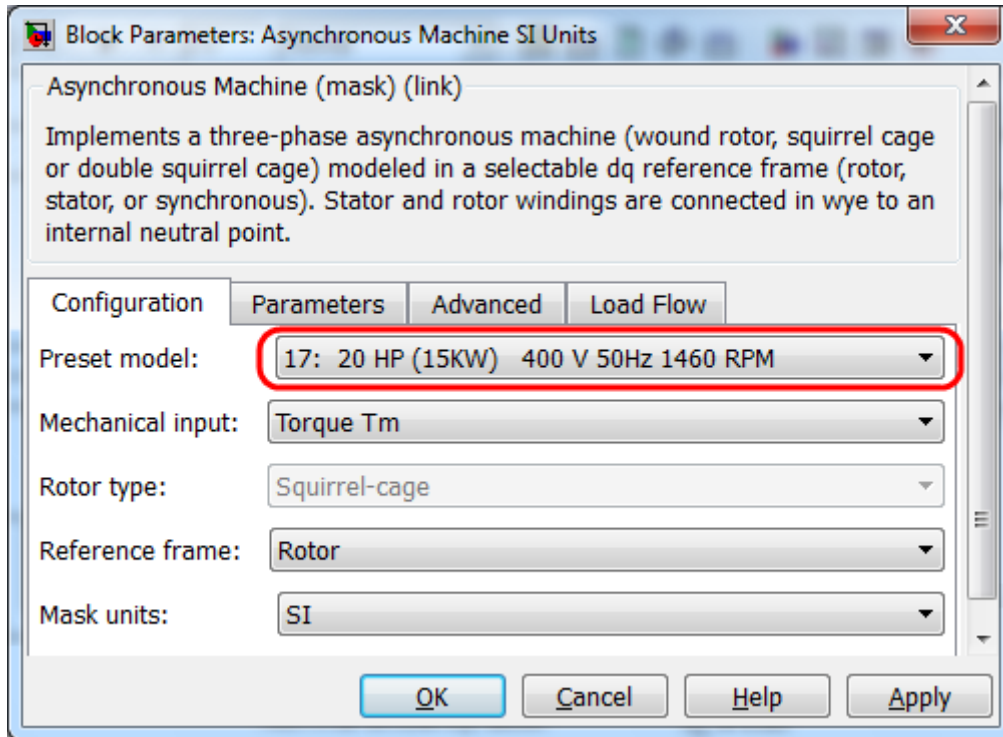 Block Parameters: Asynchronous Machine SI Units
Asynchronous Machine (mask) (link)
Implements a three-phase asynchronous machine (wound rotor, squirrel cage
or double squirrel cage) modeled in a selectable dq reference frame (rotor,
stator, or synchronous). Stator and rotor windings are connected in wye to an
internal neutral point.
Configuration Parameters Advanced Load Flow
Preset model: 17: 20 HP (15KW) 400 V 50Hz 1460 RPM
Mechanical input: Torque Tm
Rotor type: Squirrel-cage
Reference frame: Rotor
Mask units: SI
OK Cancel Help Apply